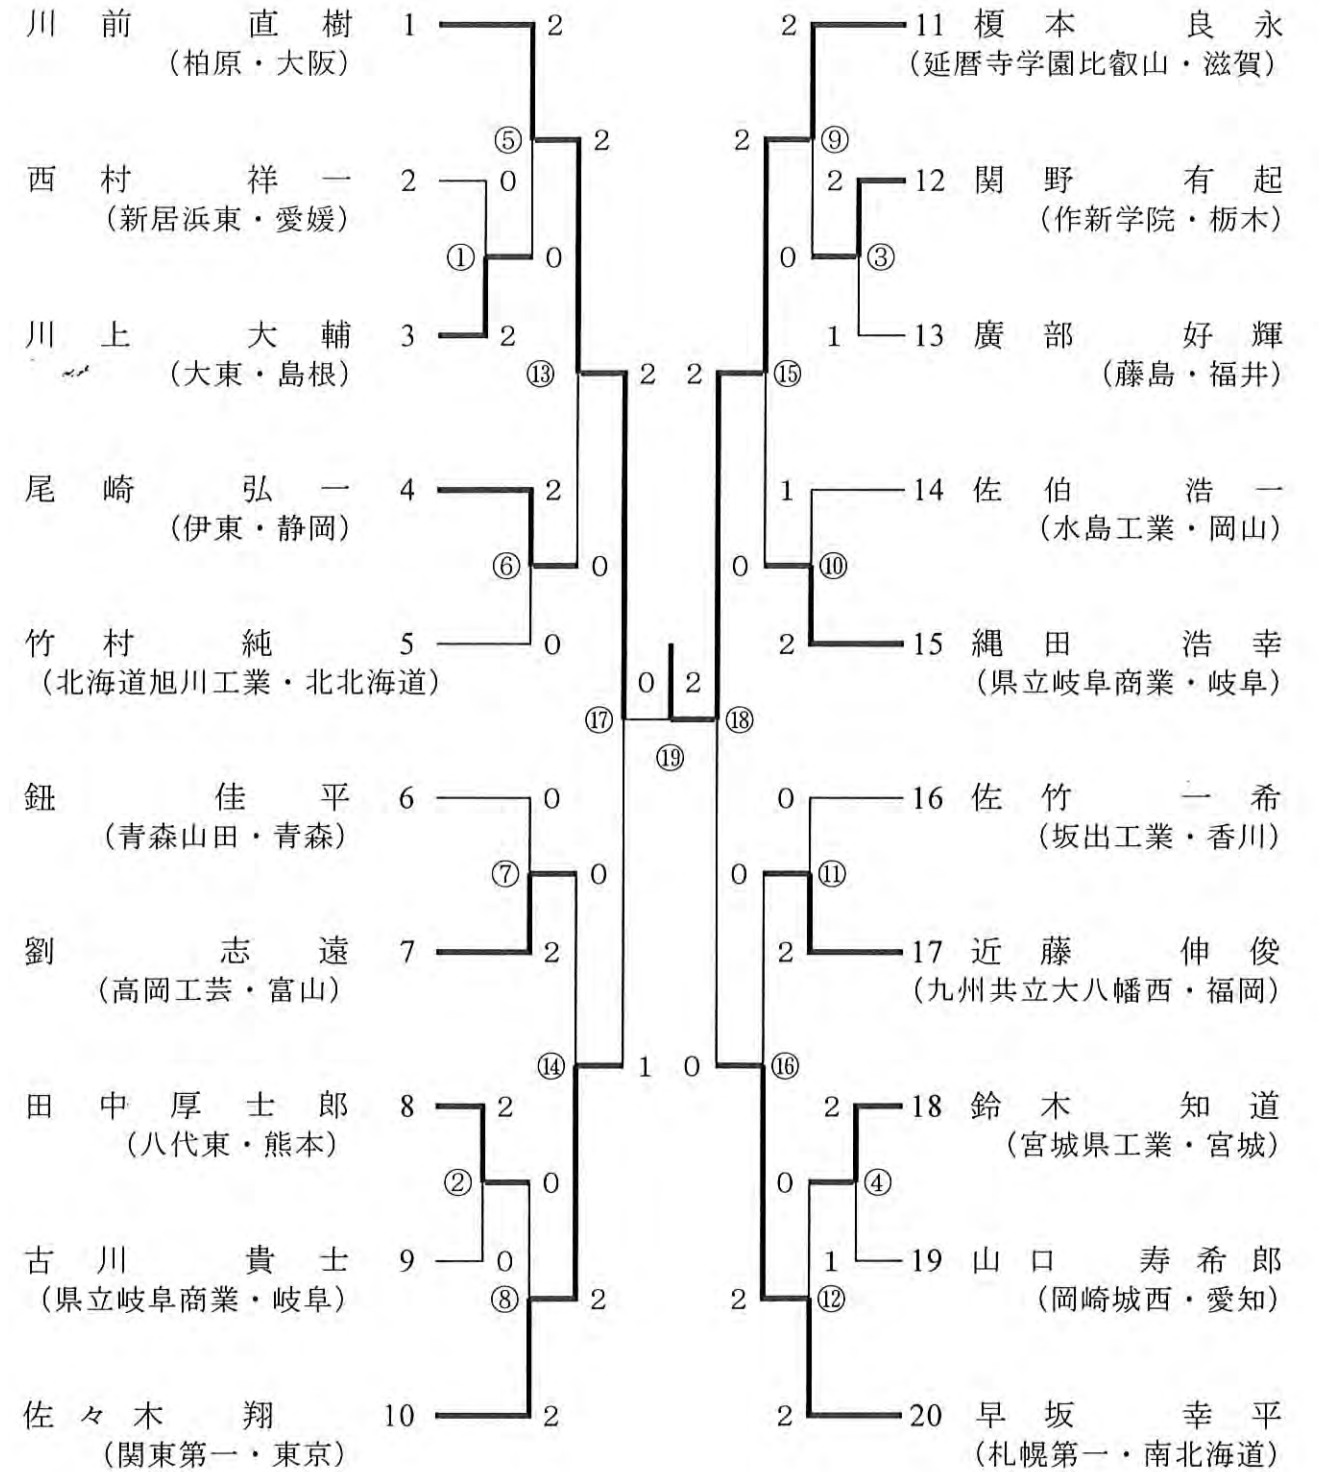 川前 直樹 1 2
(柏原・大阪)
⑤ 2
西村 祥一 2 0
(新居浜東・愛媛)
① 0
川上 大輔 3 2
(大東・島根)
⑬ 2
尾崎 弘一 4 2
(伊東・静岡)
⑥ 0
竹村 純 5 0
(北海道旭川工業・北北海道)
⑰ 0
鈕 佳平 6 0
(青森山田・青森)
⑦ 0
劉 志遠 7 2
(高岡工芸・富山)
⑭ 1
田中 厚士郎 8 2
(八代東・熊本)
② 0
古川 貴士 9 0
(県立岐阜商業・岐阜)
⑧ 2
佐々木 翔 10 2
(関東第一・東京)
⑲
2 11 榎本 良永
(延暦寺学園比叡山・滋賀)
2 ⑨
2 12 関野 有起
(作新学院・栃木)
0 ③
1 13 廣部 好輝
(藤島・福井)
2 ⑮
1 14 佐伯 浩一
(水島工業・岡山)
0 ⑩
2 15 縄田 浩幸
(県立岐阜商業・岐阜)
2 ⑱
0 16 佐竹 一希
(坂出工業・香川)
0 ⑪
2 17 近藤 伸俊
(九州共立大八幡西・福岡)
0 ⑯
2 18 鈴木 知道
(宮城県工業・宮城)
0 ④
1 19 山口 寿希郎
(岡崎城西・愛知)
2 ⑫
2 20 早坂 幸平
(札幌第一・南北海道)